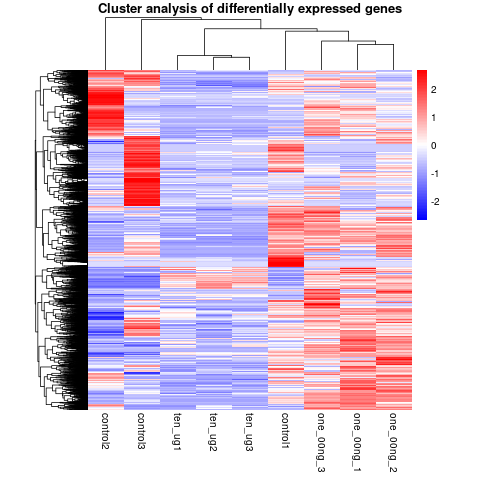 Cluster analysis of differentially expressed genes
2
1
0
-1
-2
control2
control3
ten_ug1
ten_ug2
ten_ug3
control1
one_00ng_3
one_00ng_1
one_00ng_2